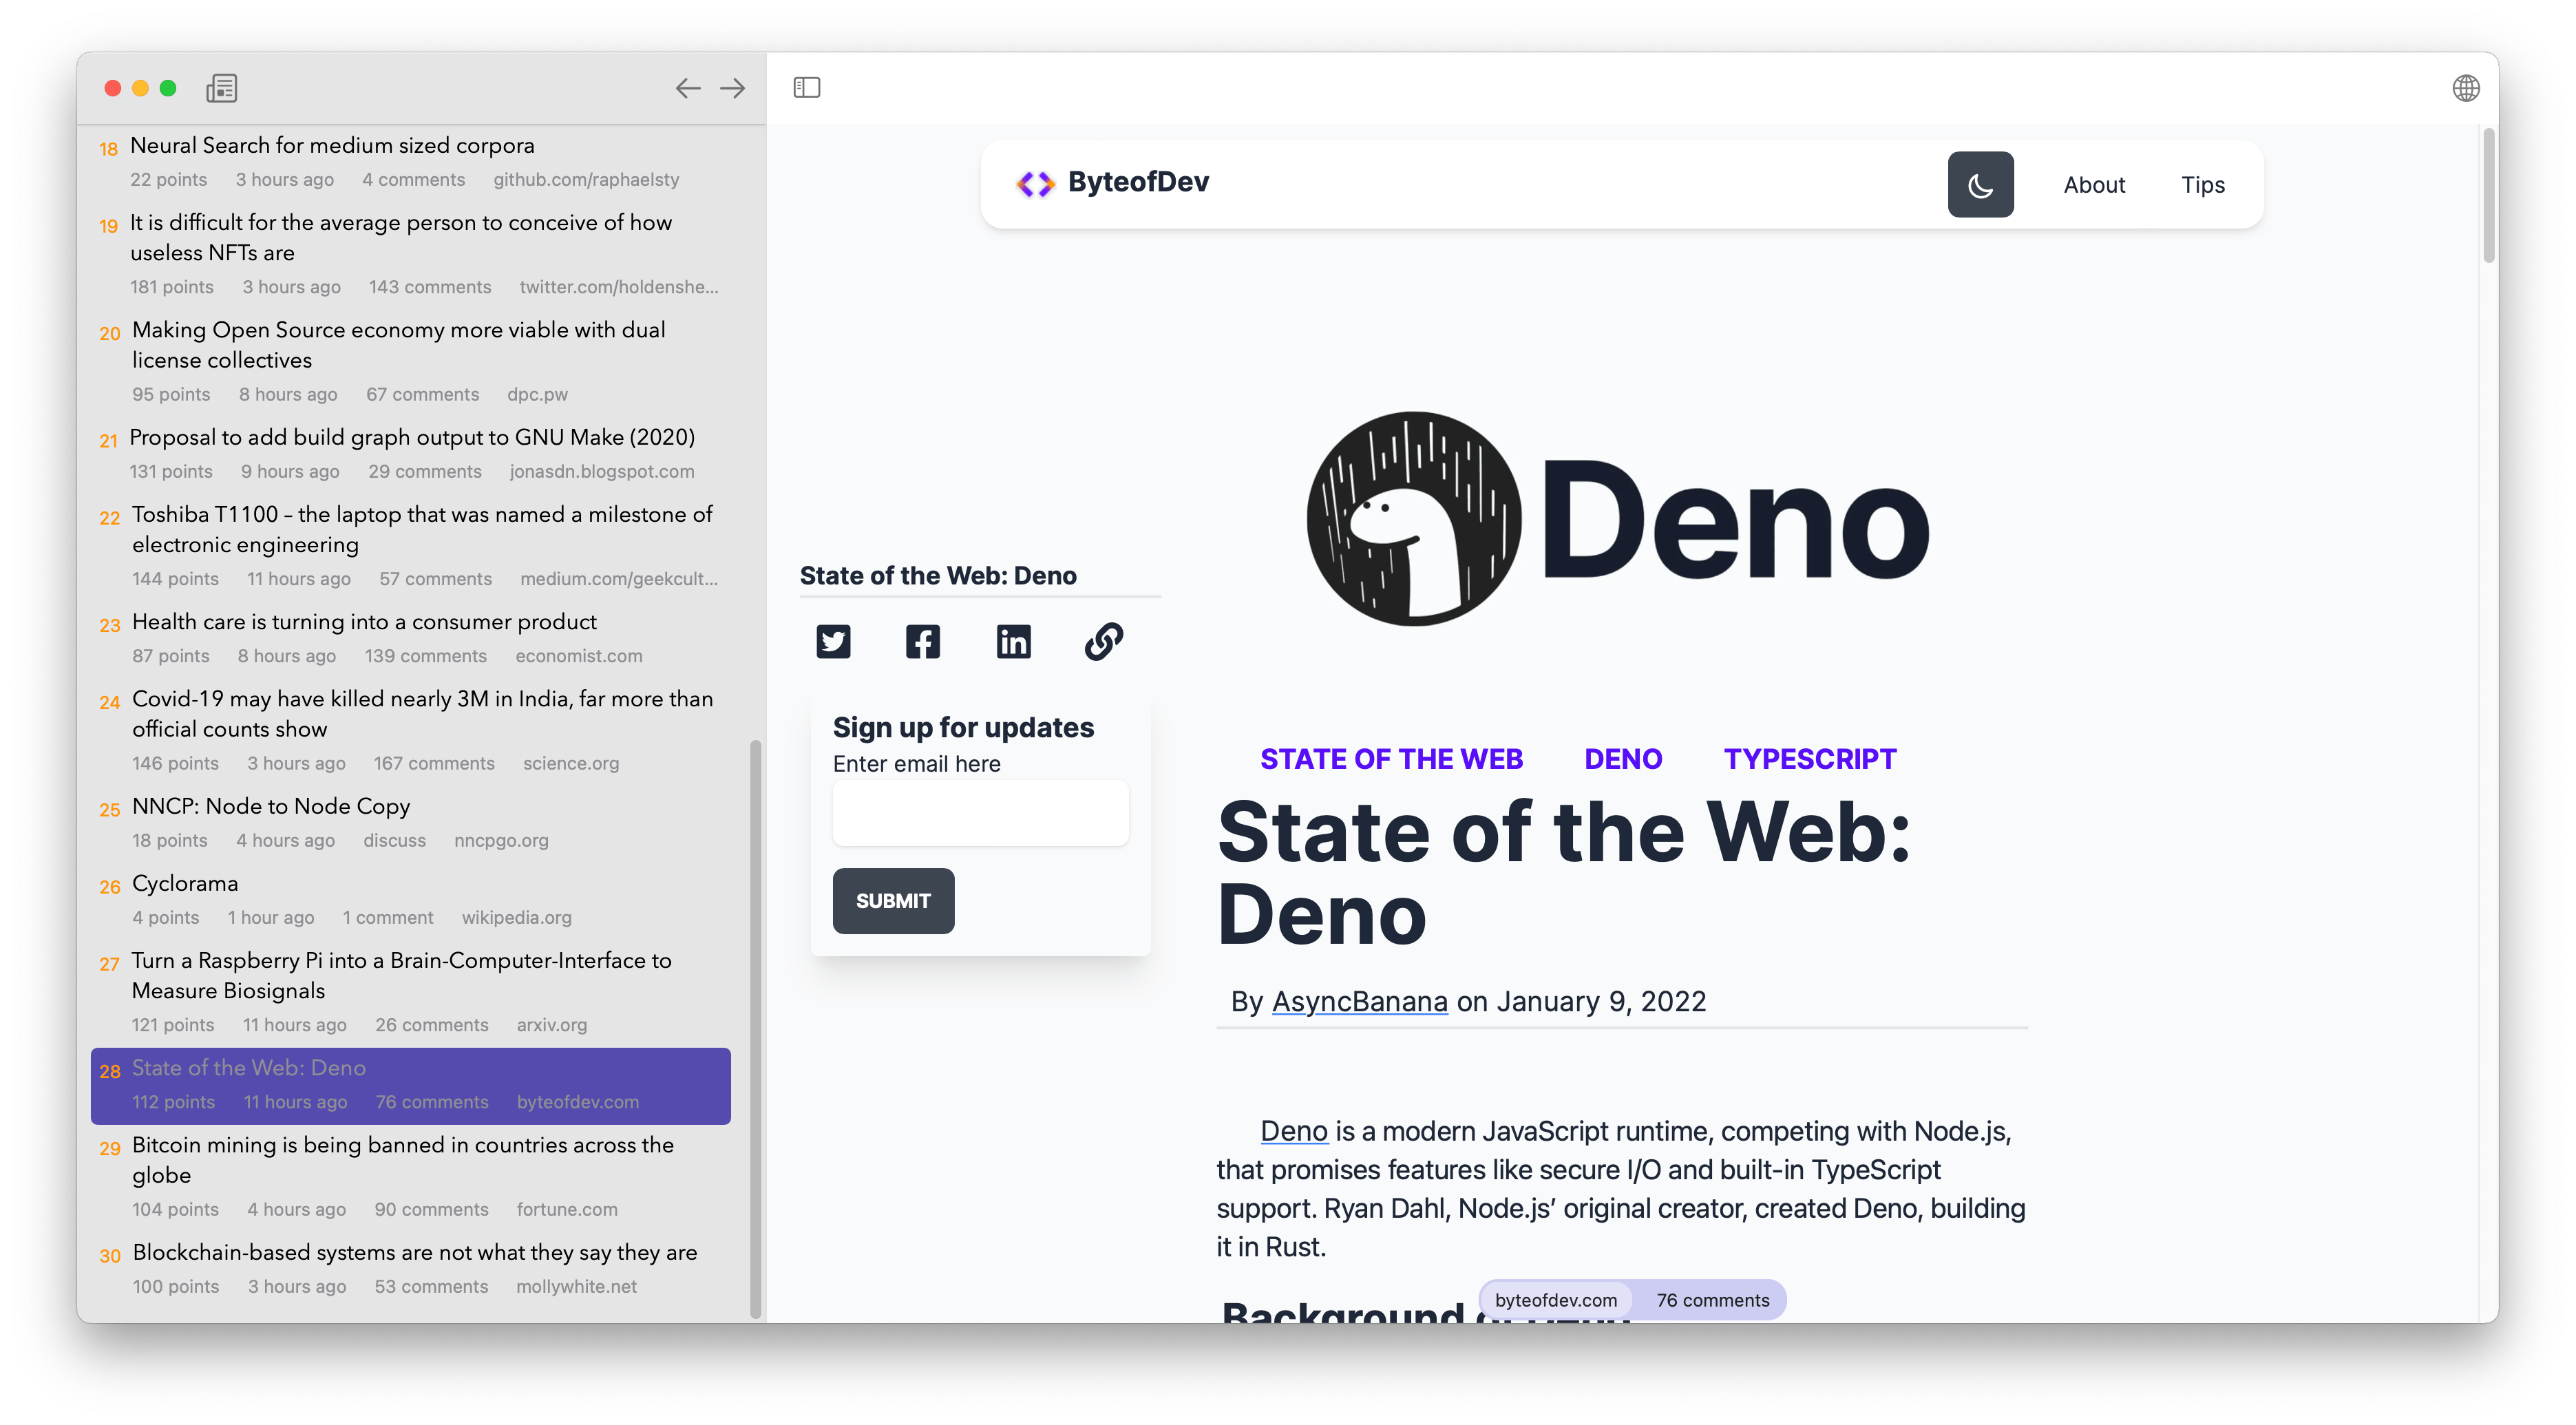 18 Neural Search for medium sized corpora
22 points 3 hours ago 4 comments github.com/raphaelsty
19 It is difficult for the average person to conceive of how
useless NFTs are
181 points 3 hours ago 143 comments twitter.com/holdenshe...
20 Making Open Source economy more viable with dual
license collectives
95 points 8 hours ago 67 comments dpc.pw
21 Proposal to add build graph output to GNU Make (2020)
131 points 9 hours ago 29 comments jonasdn.blogspot.com
22 Toshiba T1100 – the laptop that was named a milestone of
electronic engineering
144 points 11 hours ago 57 comments medium.com/geekcult...
23 Health care is turning into a consumer product
87 points 8 hours ago 139 comments economist.com
24 Covid-19 may have killed nearly 3M in India, far more than
official counts show
146 points 3 hours ago 167 comments science.org
25 NNCP: Node to Node Copy
18 points 4 hours ago discuss nncpgo.org
26 Cyclorama
4 points 1 hour ago 1 comment wikipedia.org
27 Turn a Raspberry Pi into a Brain-Computer-Interface to
Measure Biosignals
121 points 11 hours ago 26 comments arxiv.org
28 State of the Web: Deno
112 points 11 hours ago 76 comments byteofdev.com
29 Bitcoin mining is being banned in countries across the
globe
104 points 4 hours ago 90 comments fortune.com
30 Blockchain-based systems are not what they say they are
100 points 3 hours ago 53 comments mollywhite.net
ByteofDev
About Tips
State of the Web: Deno
Sign up for updates
Enter email here
SUBMIT
Deno
STATE OF THE WEB DENO TYPESCRIPT
State of the Web:
Deno
By AsyncBanana on January 9, 2022
Deno is a modern JavaScript runtime, competing with Node.js,
that promises features like secure I/O and built-in TypeScript
support. Ryan Dahl, Node.js’ original creator, created Deno, building
it in Rust.
Background of Deno
byteofdev.com 76 comments